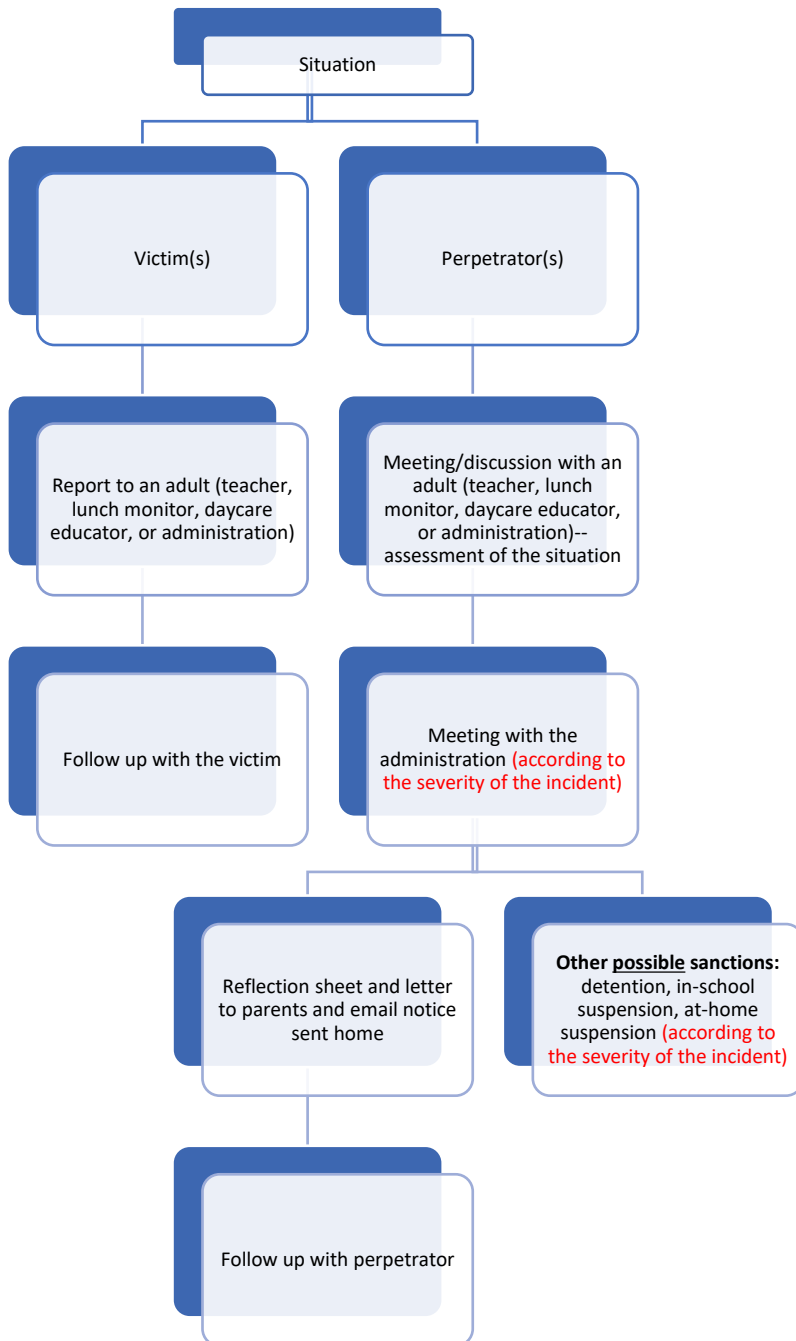 Situation
Victim(s)
Perpetrator(s)
Report to an adult (teacher,
lunch monitor, daycare
educator, or administration)
Meeting/discussion with an
adult (teacher, lunch
monitor, daycare educator,
or administration)--
assessment of the situation
Follow up with the victim
Meeting with the
administration (according to
the severity of the incident)
Reflection sheet and letter
to parents and email notice
sent home
Other possible sanctions:
detention, in-school
suspension, at-home
suspension (according to
the severity of the incident)
Follow up with perpetrator